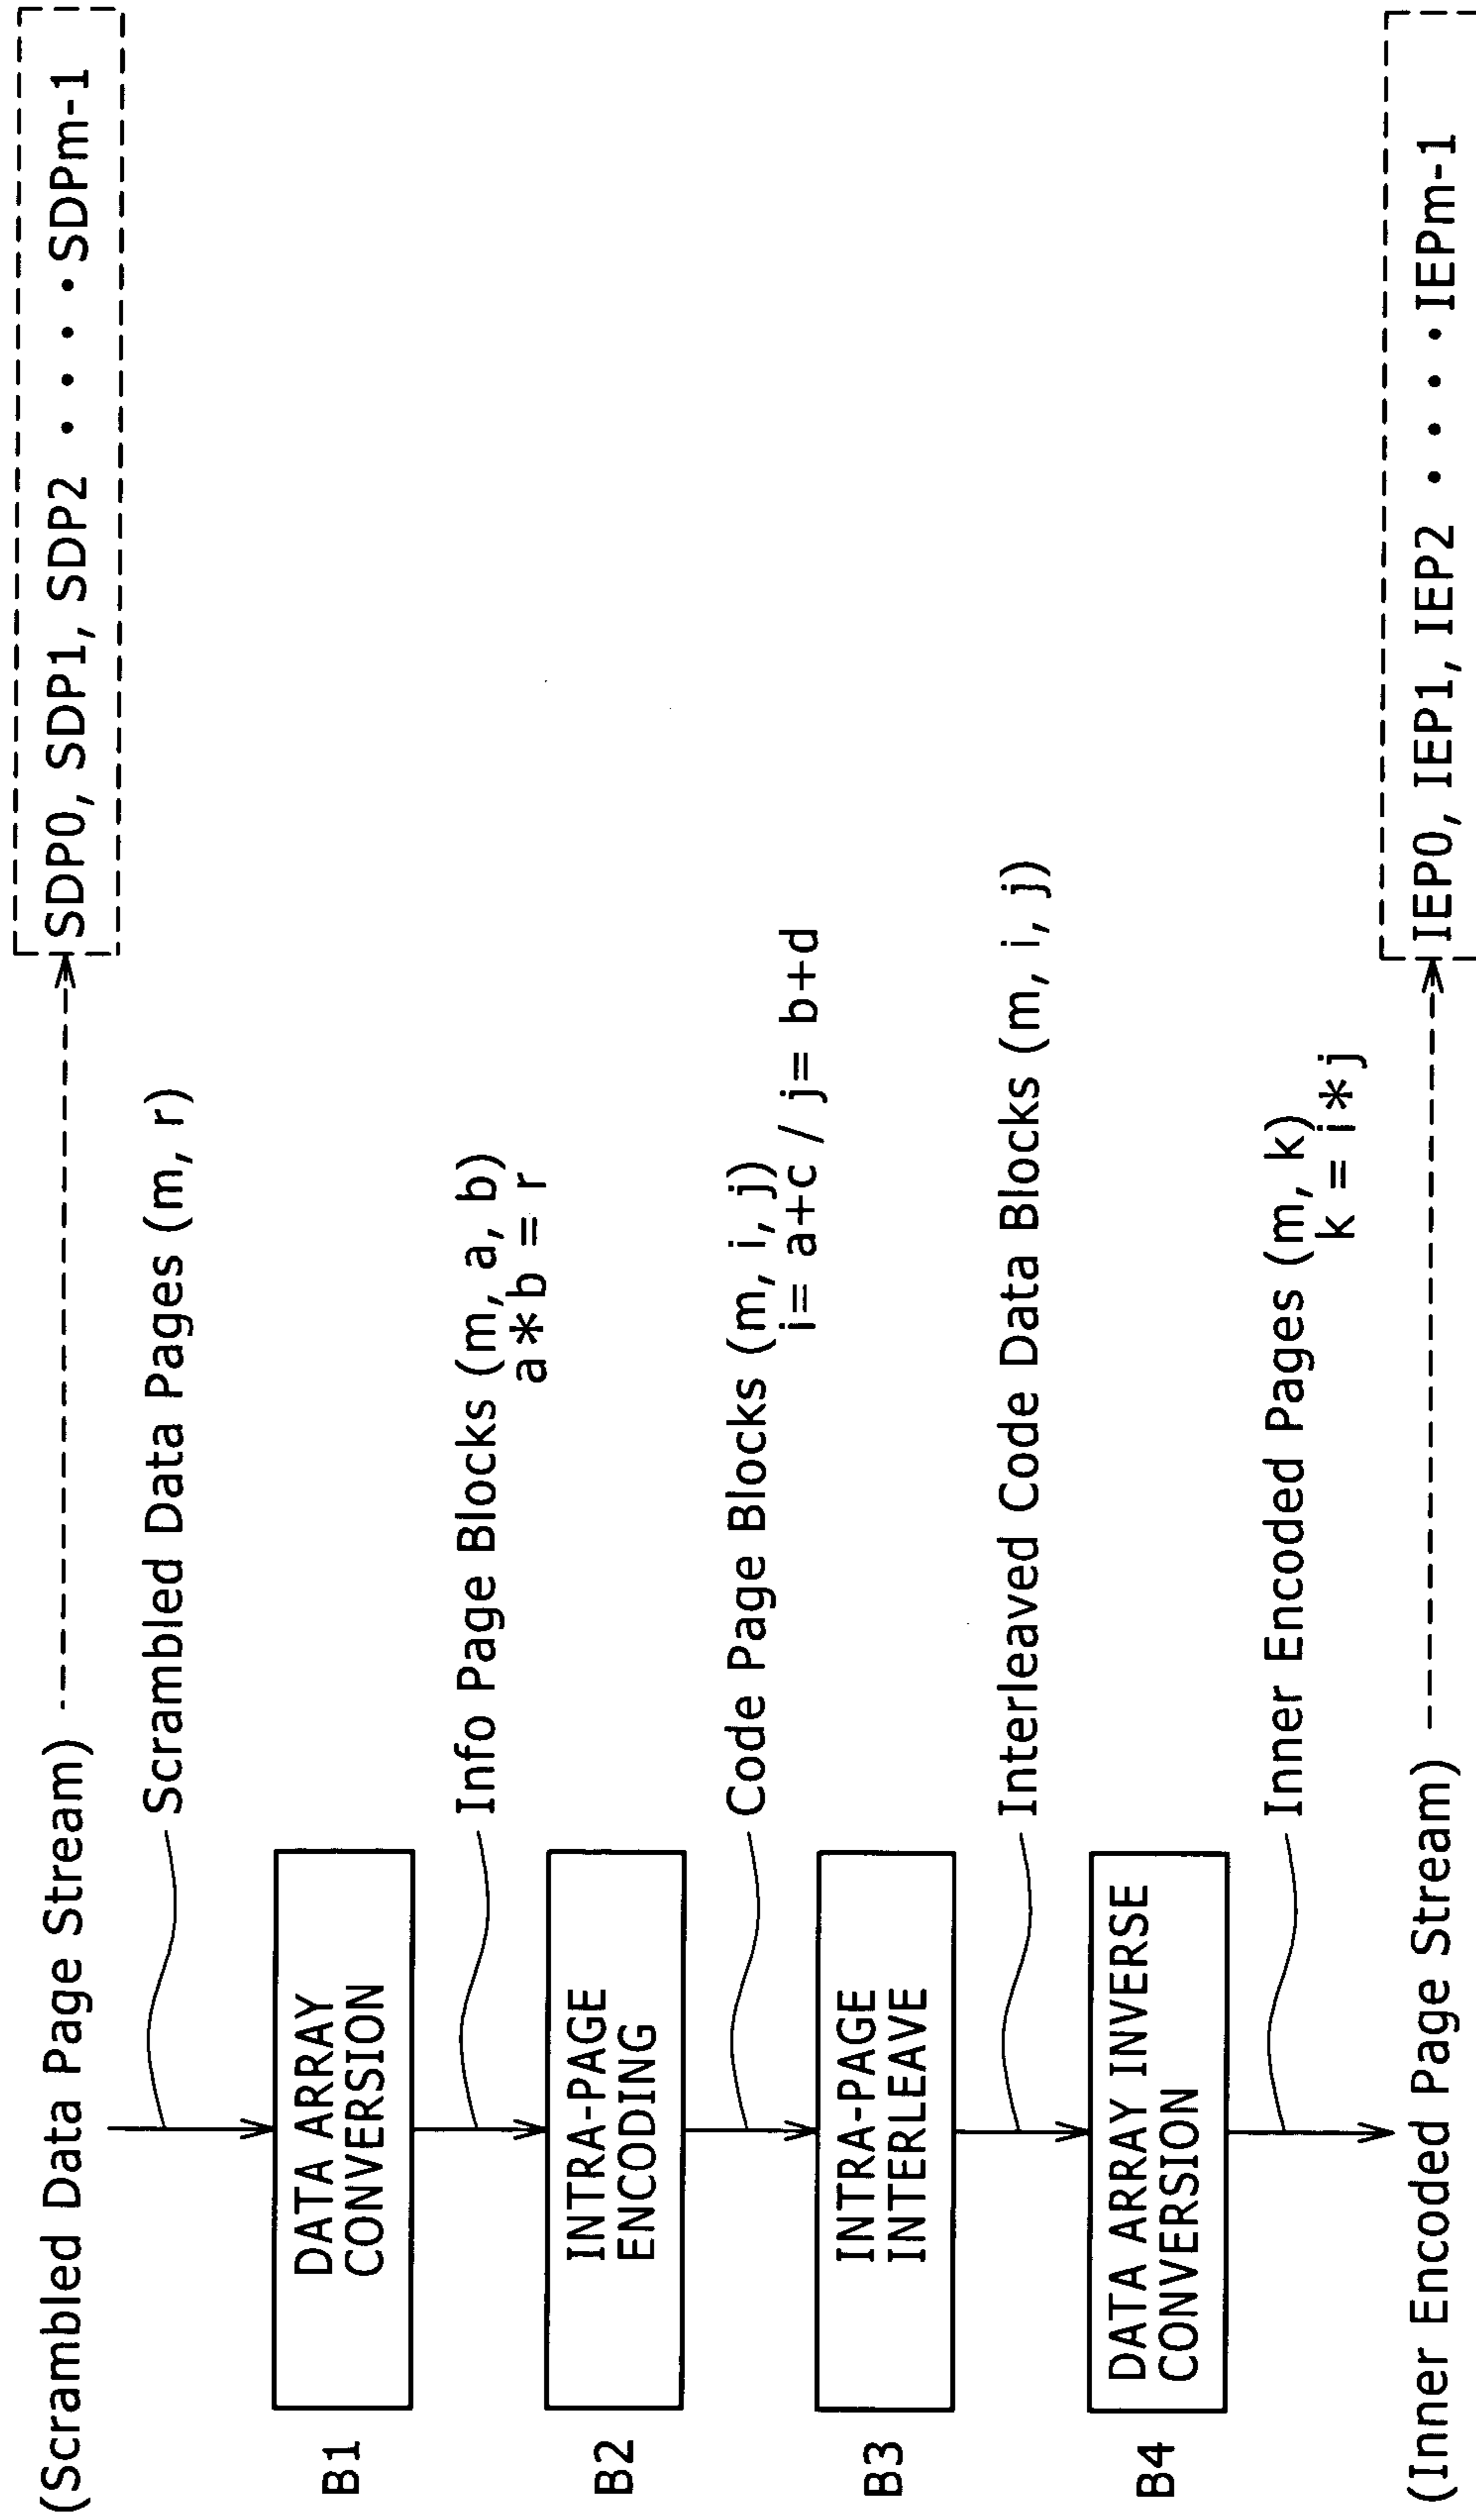 (Scrambled Data Page Stream)
SDP0, SDP1, SDP2 • • • • SDPm-1
Scrambled Data Pages (m, r)
B1
DATA ARRAY
CONVERSION
Info Page Blocks (m, a, b)
a*b = r
B2
INTRA-PAGE
ENCODING
Code Page Blocks (m, i, j)
i= a+c / j= b+d
B3
INTRA-PAGE
INTERLEAVE
Interleaved Code Data Blocks (m, i, j)
B4
DATA ARRAY INVERSE
CONVERSION
Inner Encoded Pages (m, k)
k = i*j
(Inner Encoded Page Stream)
IEP0, IEP1, IEP2 • • • • IEPm-1